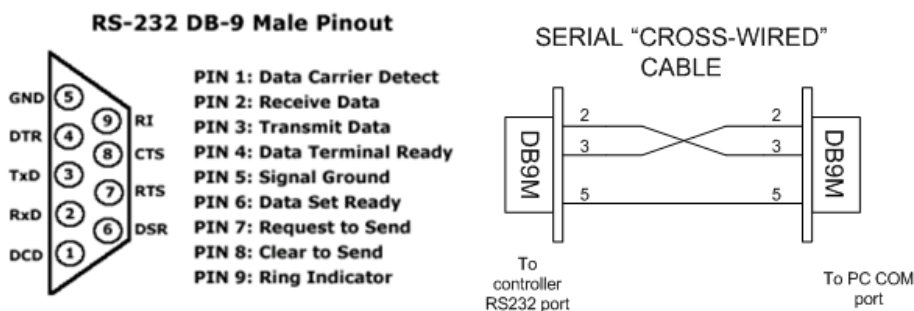 RS-232 DB-9 Male Pinout
GND 5
9 RI
DTR 4
8 CTS
TxD 3
7 RTS
RxD 2
6 DSR
DCD 1
PIN 1: Data Carrier Detect
PIN 2: Receive Data
PIN 3: Transmit Data
PIN 4: Data Terminal Ready
PIN 5: Signal Ground
PIN 6: Data Set Ready
PIN 7: Request to Send
PIN 8: Clear to Send
PIN 9: Ring Indicator
SERIAL “CROSS-WIRED”
CABLE
DB9M
2 2
3 3
5 5
DB9M
To
controller
RS232 port
To PC COM
port